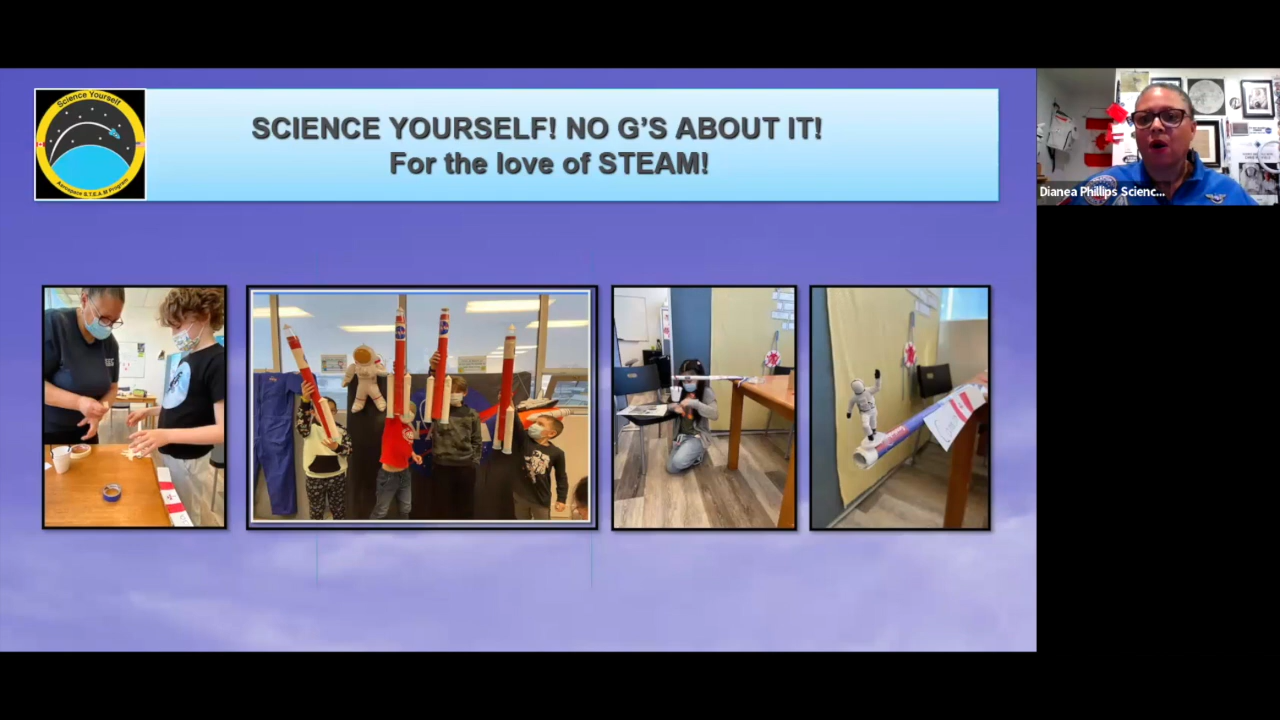 Science Yourself
Aerospace S.T.E.A.M Program
SCIENCE YOURSELF! NO G'S ABOUT IT!
For the love of STEAM!
Dianea Phillips Scienc...